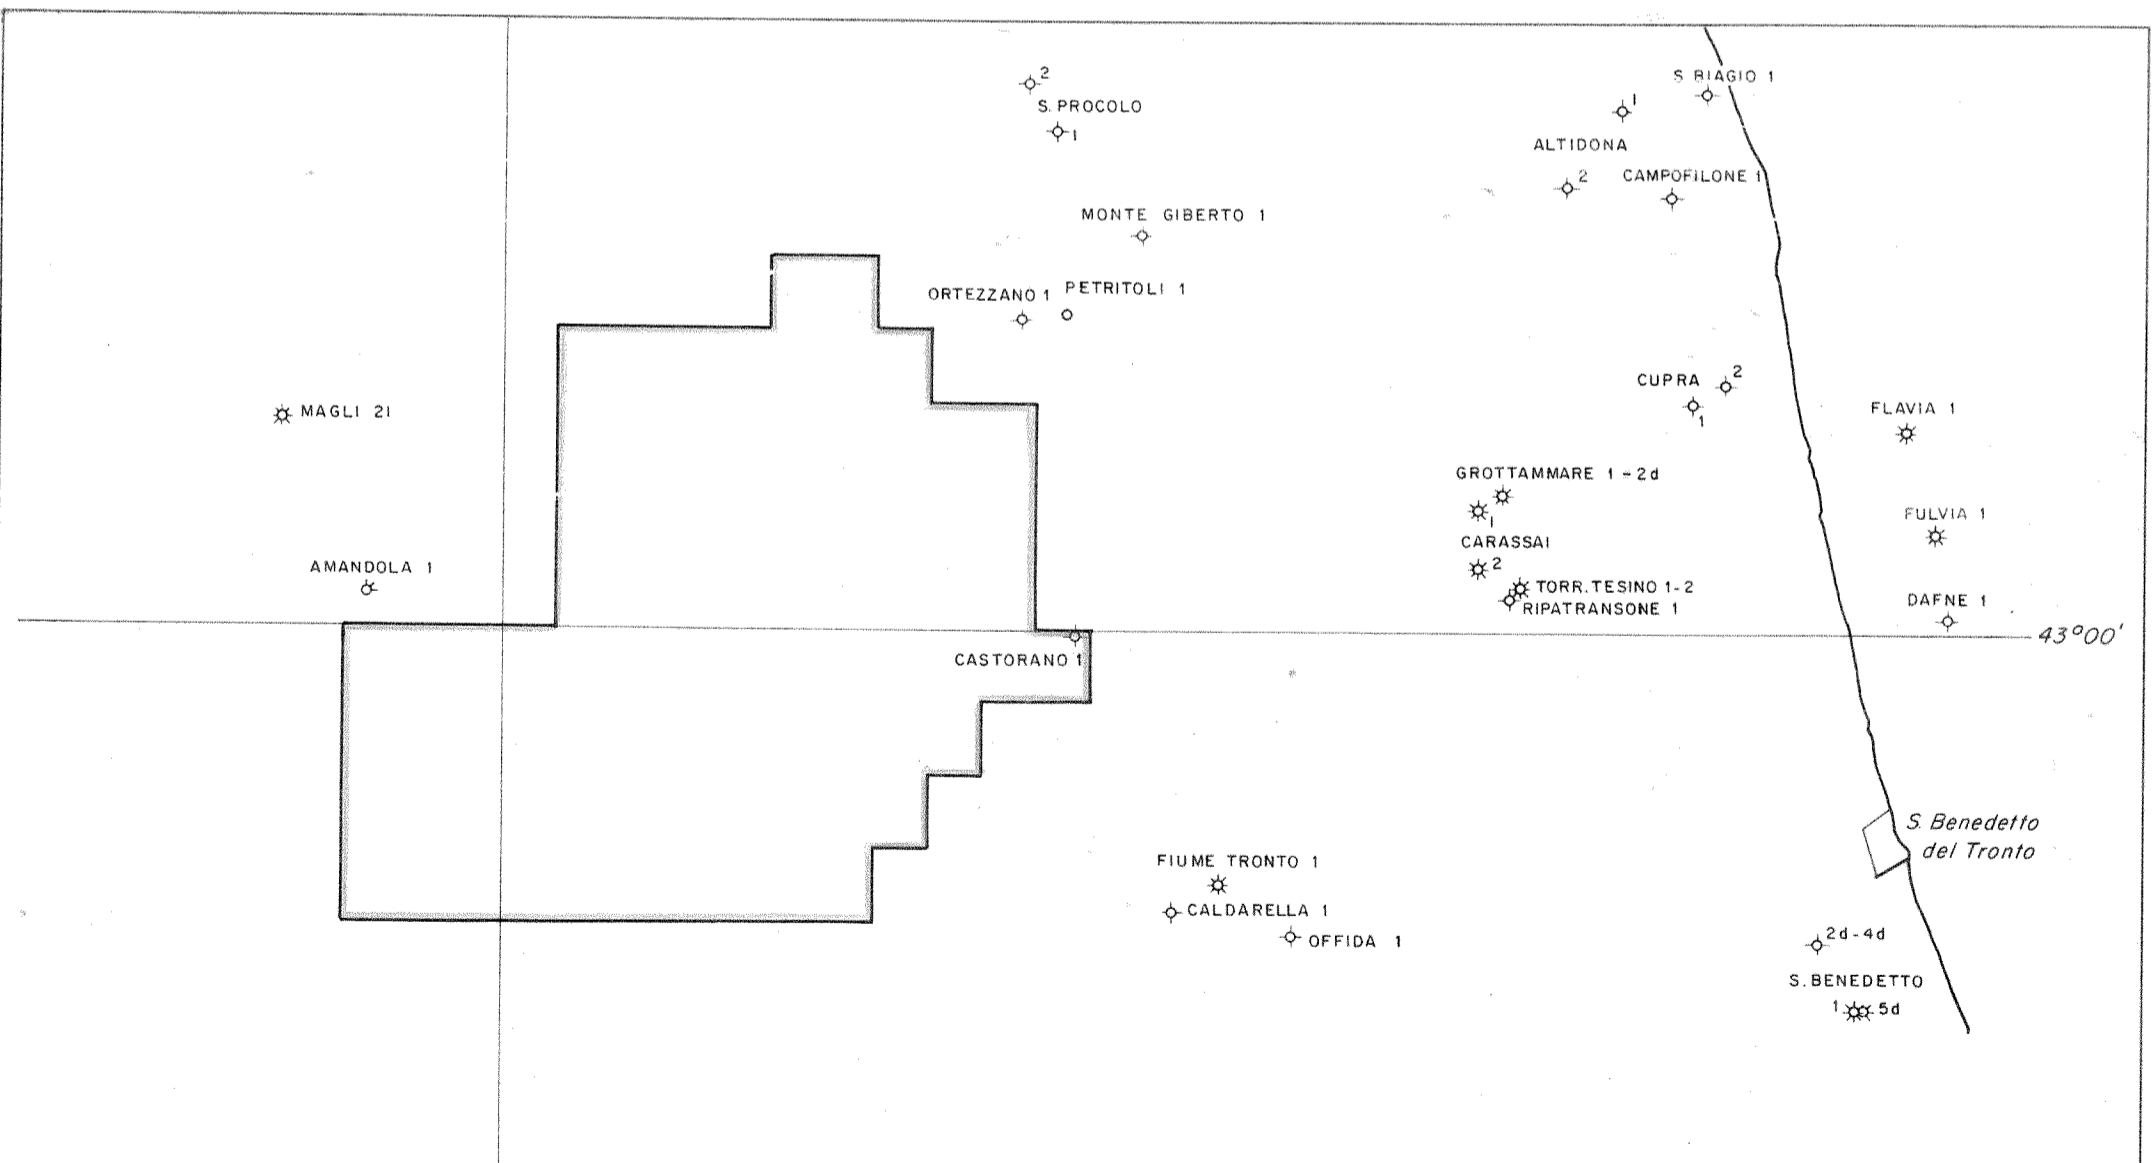 2
S. PROCOLO
1
S BIAGIO 1
1
ALTIDONA
2
CAMPOFILONE 1
MONTE GIBERTO 1
ORTEZZANO 1
PETRITOLI 1
MAGLI 21
CUPRA
2
1
FLAVIA 1
GROTTAMMARE 1-2d
1
CARASSAI
2
FULVIA 1
AMANDOLA 1
TORR. TESINO 1-2
RIPATRANSONE 1
DAFNE 1
43°00'
CASTORANO 1
S. Benedetto
del Tronto
FIUME TRONTO 1
CALDARELLA 1
OFFIDA 1
2d-4d
S. BENEDETTO
1 5d